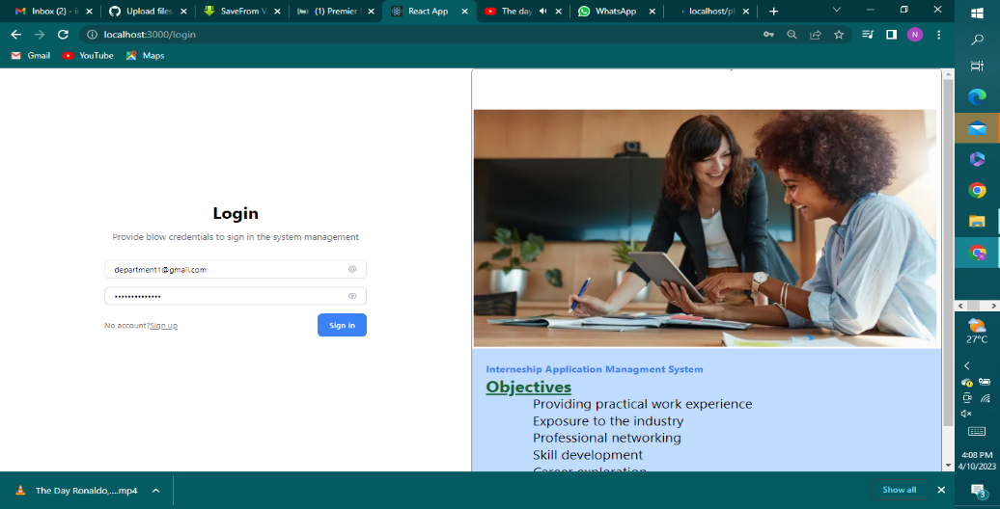 Inbox (2) - i
Upload files
SaveFrom V
(1) Premier
React App
The day
WhatsApp
localhost/pl
localhost:3000/login
N
Gmail
YouTube
Maps
Login
Provide blow credentials to sign in the system management
department1@gmail.com
••••••••••••••
No account?Sign up
Sign in
Interneship Application Managment System
Objectives
Providing practical work experience
Exposure to the industry
Professional networking
Skill development
Career exploration
The Day Ronaldo,....mp4
Show all
27°C
4:08 PM
4/10/2023
3